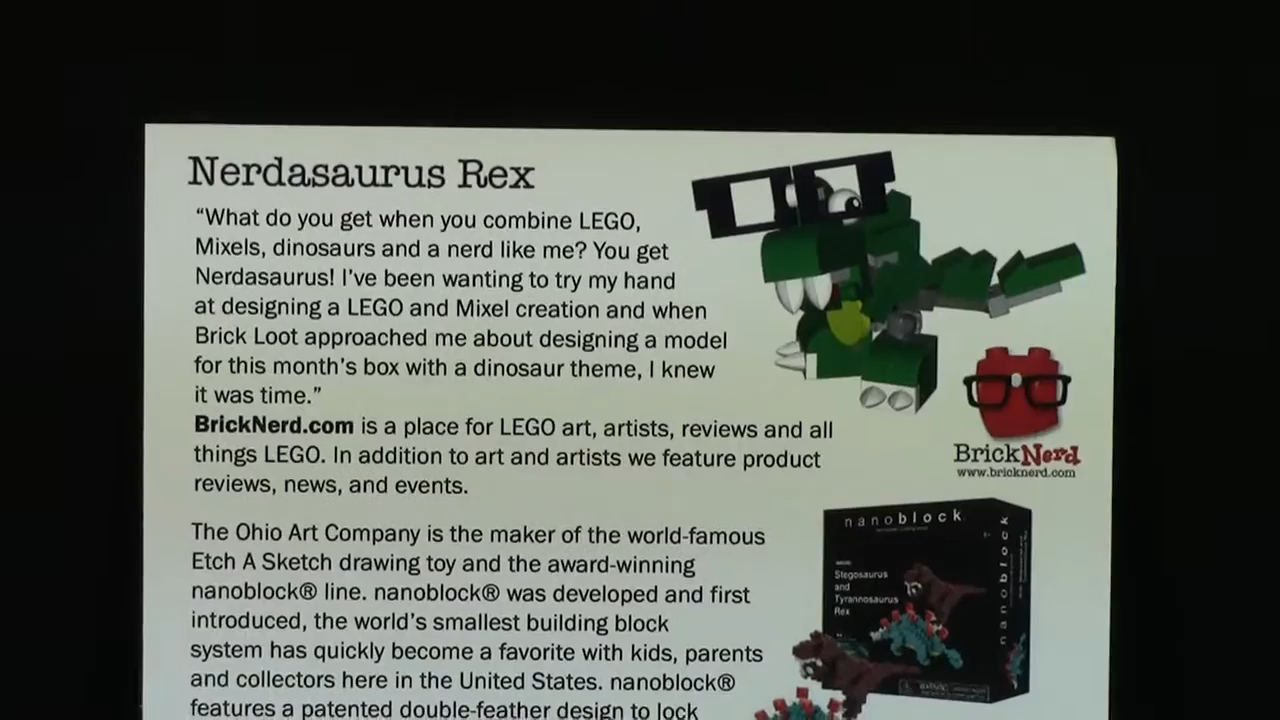 Nerdasaurus Rex
“What do you get when you combine LEGO,
Mixels, dinosaurs and a nerd like me? You get
Nerdasaurus! I’ve been wanting to try my hand
at designing a LEGO and Mixel creation and when
Brick Loot approached me about designing a model
for this month’s box with a dinosaur theme, I knew
it was time.”
BrickNerd.com is a place for LEGO art, artists, reviews and all
things LEGO. In addition to art and artists we feature product
reviews, news, and events.
BrickNerd
www.bricknerd.com
The Ohio Art Company is the maker of the world-famous
Etch A Sketch drawing toy and the award-winning
nanoblock® line. nanoblock® was developed and first
introduced, the world’s smallest building block
system has quickly become a favorite with kids, parents
and collectors here in the United States. nanoblock®
features a patented double-feather design to lock
nanoblock
Stegosaurus
and
Tyrannosaurus
Rex
nanoblock